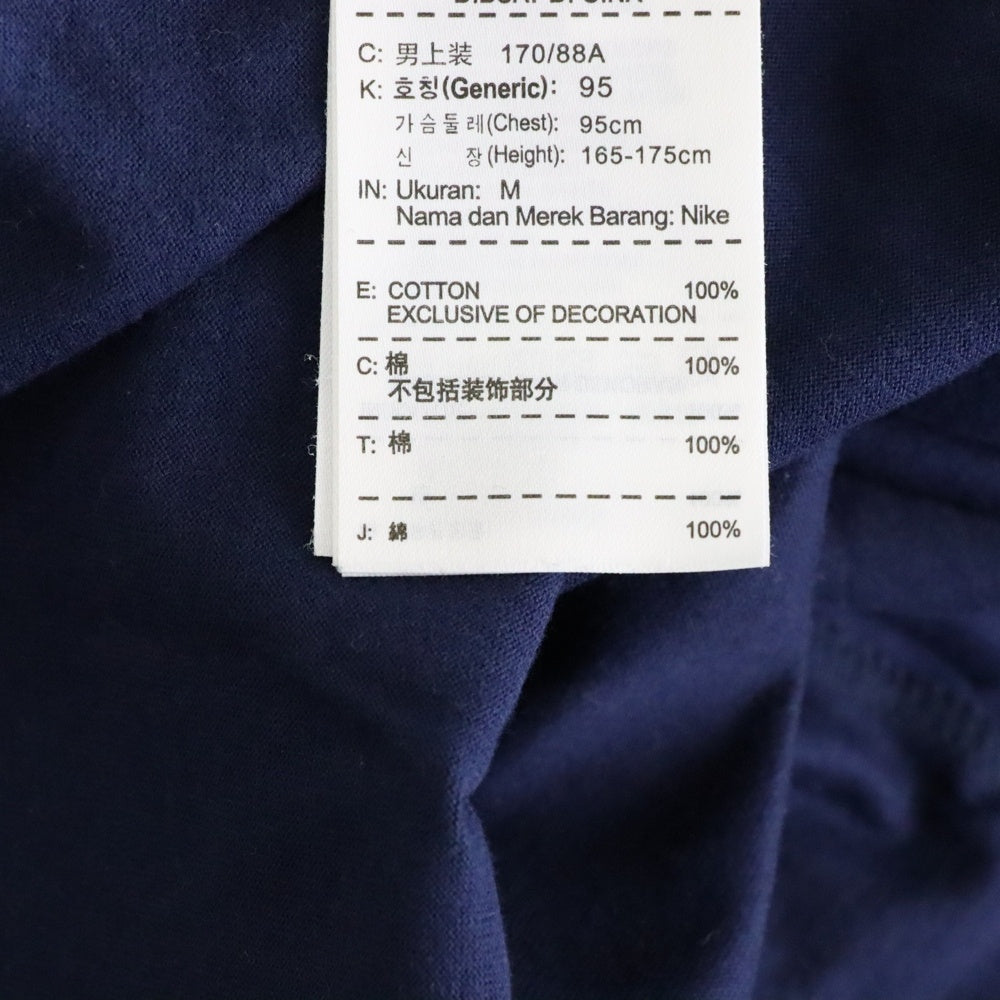 C: 男上装 170/88A
K: 호칭(Generic): 95
가슴둘레(Chest): 95cm
신 장(Height): 165-175cm
IN: Ukuran: M
Nama dan Merek Barang: Nike
E: COTTON 100%
EXCLUSIVE OF DECORATION
C: 棉 100%
不包括装饰部分
T: 棉 100%
J: 綿 100%